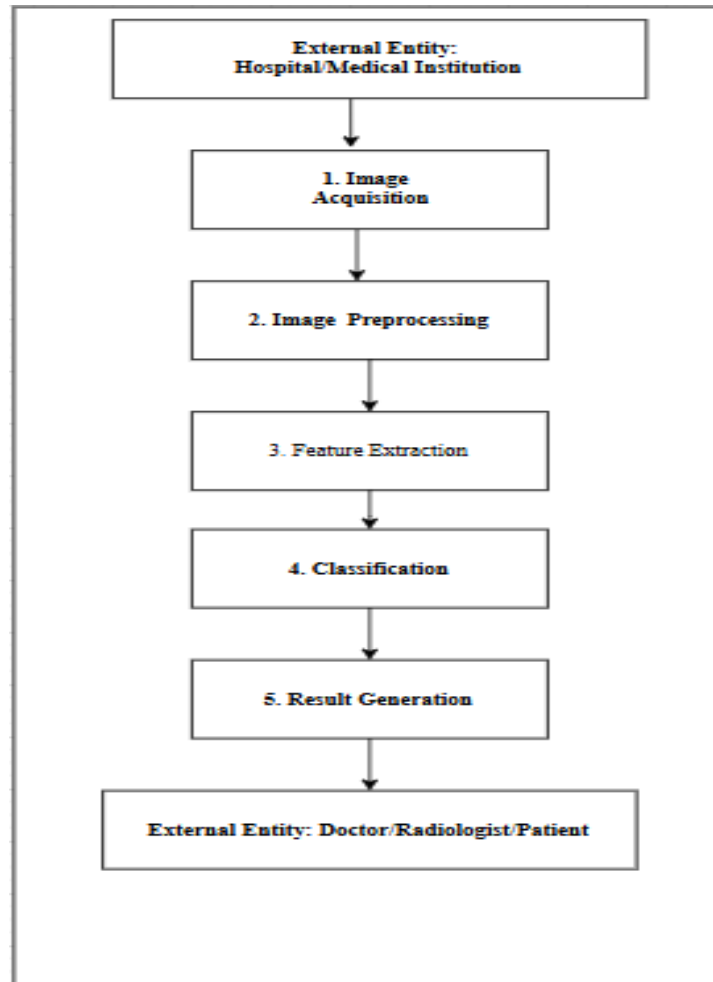 External Entity:
Hospital/Medical Institution
1. Image
Acquisition
2. Image Preprocessing
3. Feature Extraction
4. Classification
5. Result Generation
External Entity: Doctor/Radiologist/Patient